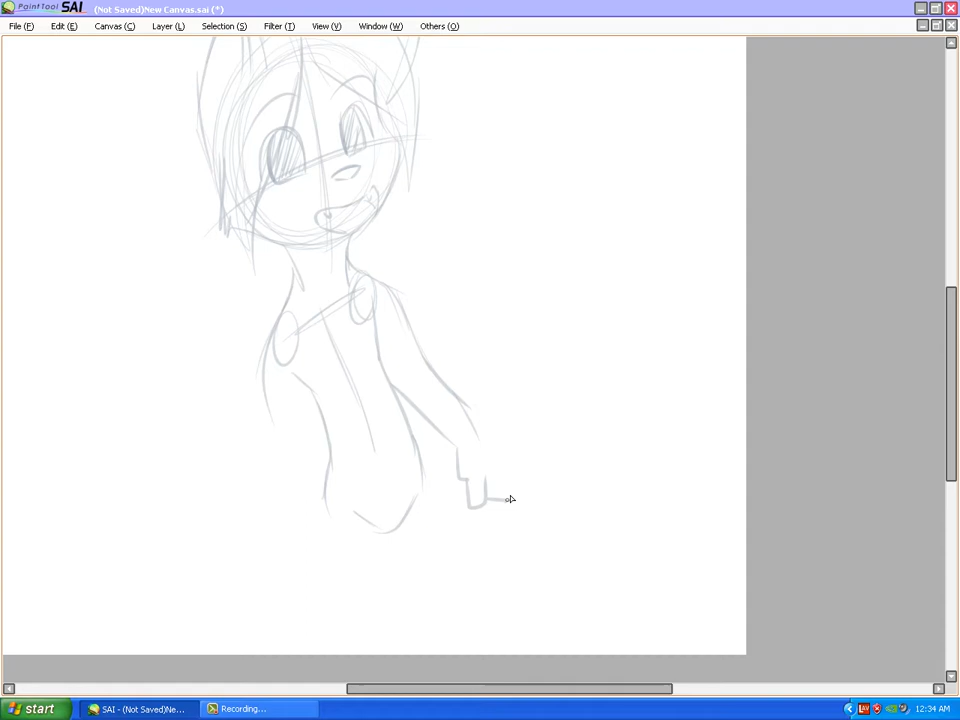 PaintTool SAI (Not Saved)New Canvas.sai (*)
File (F) Edit (E) Canvas (C) Layer (L) Selection (S) Filter (T) View (V) Window (W) Others (O)
start SAI - (Not Saved)Ne... Recording... LAV 12:34 AM